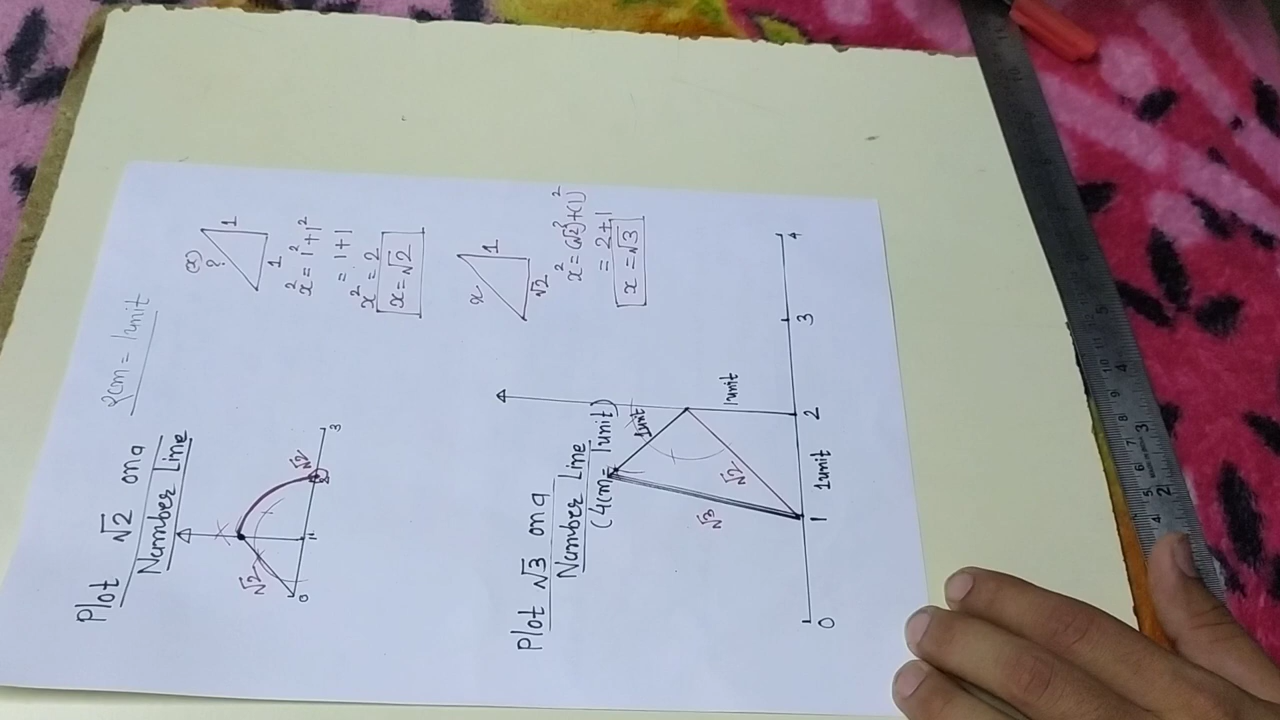 Plot √2 on a
Number Line
2cm = 1unit
(x)
?
1
1
x² = 1² + 1²
= 1 + 1
x² = 2
x = √2
√2
√2
0
1
2
3
Plot √3 on a
Number Line
(4cm = 1unit)
x
1
√2
x² = (√2)² + (1)²
= 2 + 1
x = √3
1unit
√3
√2
1unit
1unit
0
1
2
3
4